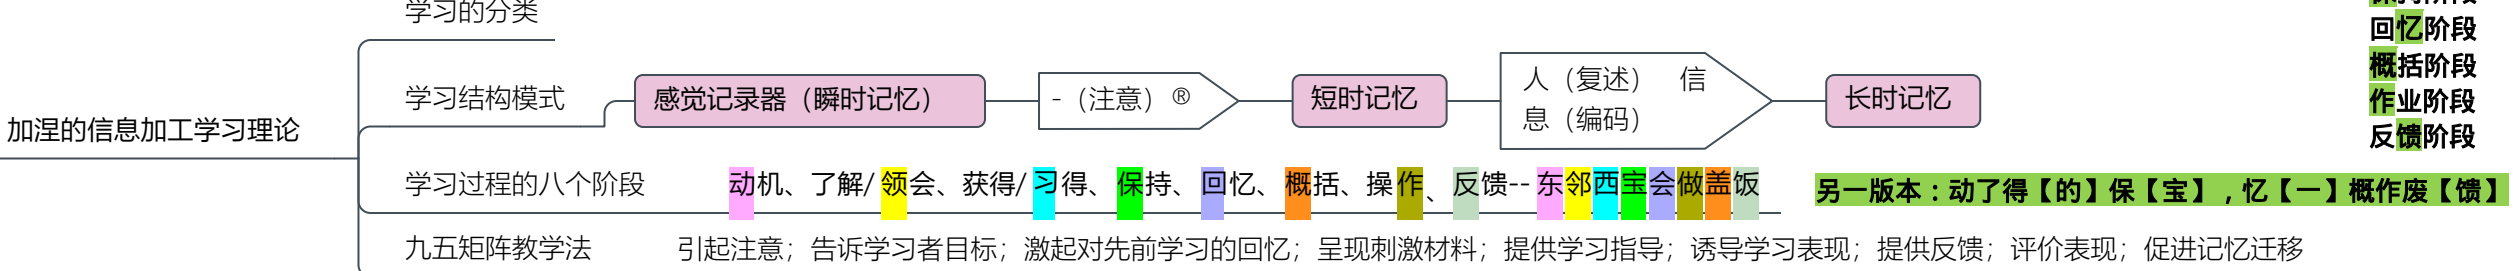 学习的分类
学习结构模式
感觉记录器（瞬时记忆）
-（注意）®
短时记忆
人（复述） 信
息（编码）
长时记忆
加涅的信息加工学习理论
学习过程的八个阶段
动机、了解/领会、获得/习得、保持、回忆、概括、操作、反馈--东邻西宝会做盖饭
另一版本：动了得【的】保【宝】，忆【一】概作废【馈】
九五矩阵教学法
引起注意；告诉学习者目标；激起对先前学习的回忆；呈现刺激材料；提供学习指导；诱导学习表现；提供反馈；评价表现；促进记忆迁移
回忆阶段
概括阶段
作业阶段
反馈阶段